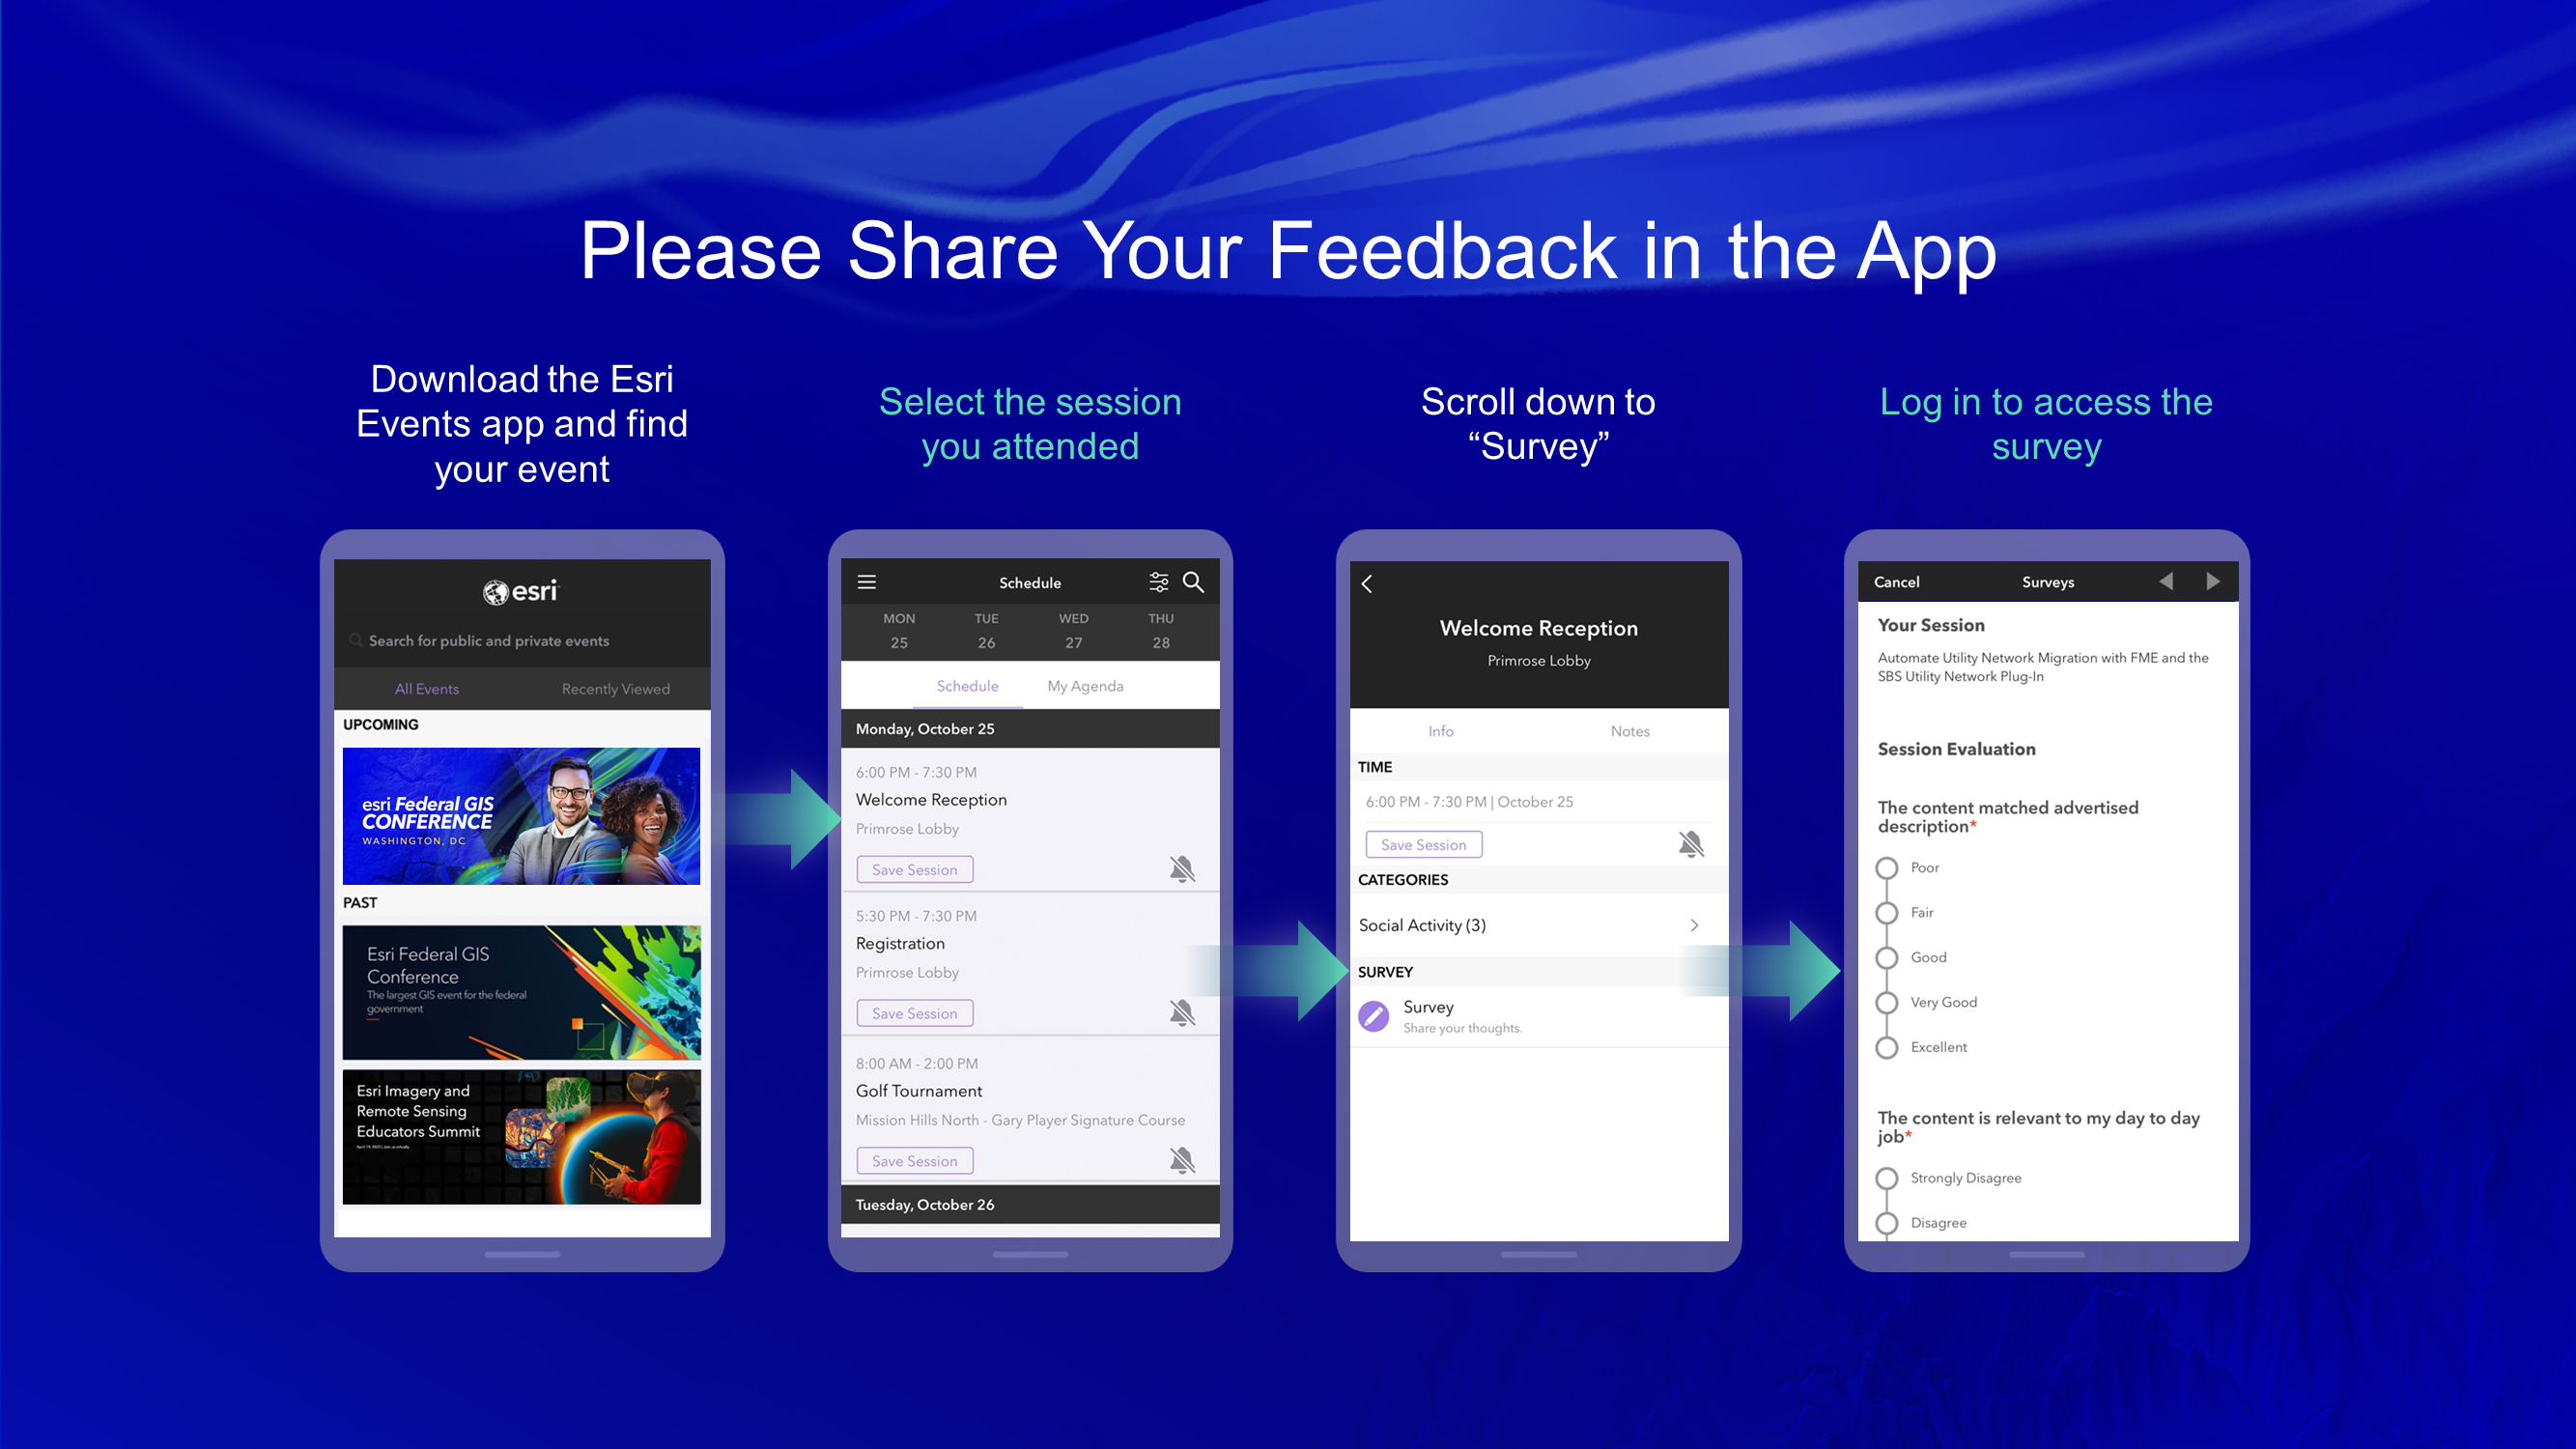 Please Share Your Feedback in the App
Download the Esri
Events app and find
your event
Select the session
you attended
Scroll down to
“Survey”
Log in to access the
survey
esri
Search for public and private events
All Events
Recently Viewed
UPCOMING
esri Federal GIS
CONFERENCE
WASHINGTON, DC
PAST
Esri Federal GIS
Conference
The largest GIS event for the federal
government
Esri Imagery and
Remote Sensing
Educators Summit
Schedule
MON TUE WED THU
25 26 27 28
Schedule My Agenda
Monday, October 25
6:00 PM - 7:30 PM
Welcome Reception
Primrose Lobby
Save Session
5:30 PM - 7:30 PM
Registration
Primrose Lobby
Save Session
8:00 AM - 2:00 PM
Golf Tournament
Mission Hills North - Gary Player Signature Course
Save Session
Tuesday, October 26
Welcome Reception
Primrose Lobby
Info Notes
TIME
6:00 PM - 7:30 PM | October 25
Save Session
CATEGORIES
Social Activity (3)
SURVEY
Survey
Share your thoughts.
Cancel Surveys
Your Session
Automate Utility Network Migration with FME and the
SBS Utility Network Plug-In
Session Evaluation
The content matched advertised
description*
Poor
Fair
Good
Very Good
Excellent
The content is relevant to my day to day
job*
Strongly Disagree
Disagree